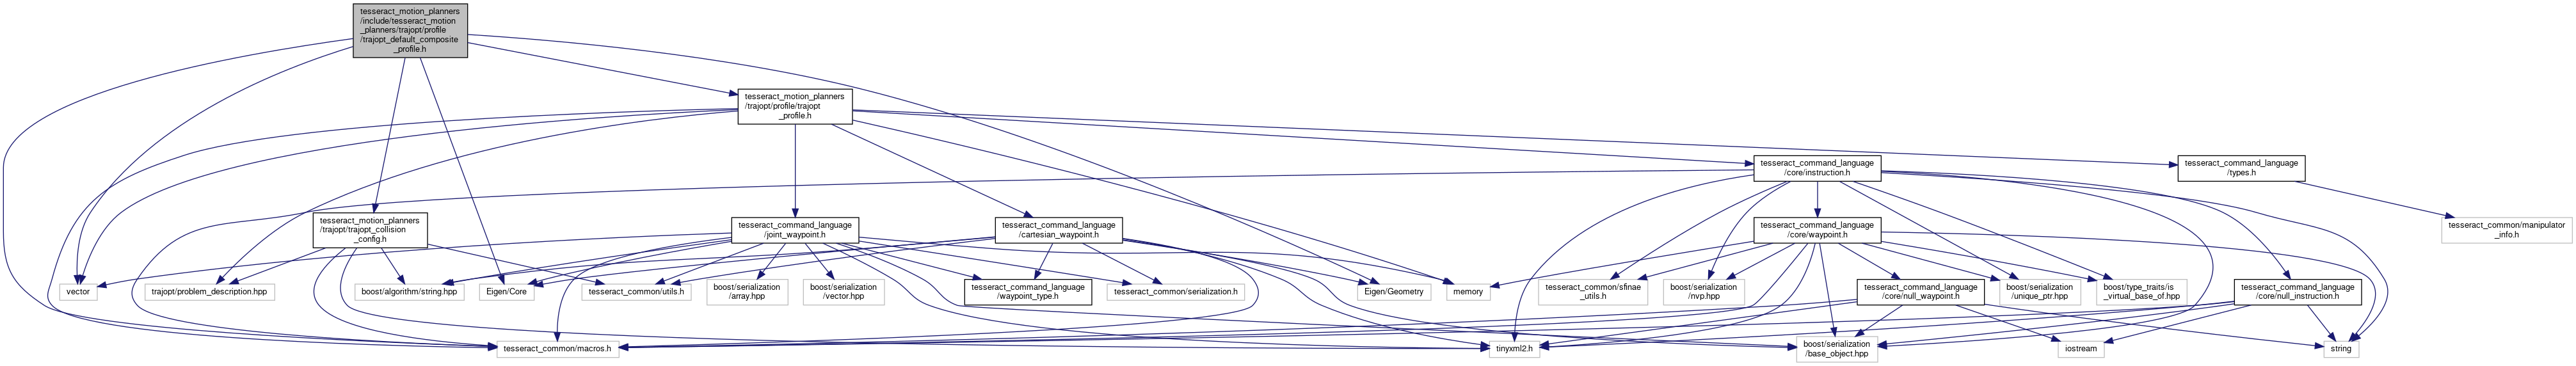 tesseract_motion_planners
/include/tesseract_motion
_planners/trajopt/profile
/trajopt_default_composite
_profile.h
tesseract_motion_planners
/trajopt/profile/trajopt
_profile.h
tesseract_command_language
/core/instruction.h
tesseract_command_language
/types.h
tesseract_motion_planners
/trajopt/trajopt_collision
_config.h
tesseract_command_language
/joint_waypoint.h
tesseract_command_language
/cartesian_waypoint.h
tesseract_command_language
/core/waypoint.h
tesseract_common/manipulator
_info.h
vector
trajopt/problem_description.hpp
boost/algorithm/string.hpp
Eigen/Core
tesseract_common/utils.h
boost/serialization
/array.hpp
boost/serialization
/vector.hpp
tesseract_command_language
/waypoint_type.h
tesseract_common/serialization.h
Eigen/Geometry
memory
tesseract_common/sfinae
_utils.h
boost/serialization
/nvp.hpp
tesseract_command_language
/core/null_waypoint.h
boost/serialization
/unique_ptr.hpp
boost/type_traits/is
_virtual_base_of.hpp
tesseract_command_language
/core/null_instruction.h
tesseract_common/macros.h
tinyxml2.h
boost/serialization
/base_object.hpp
iostream
string